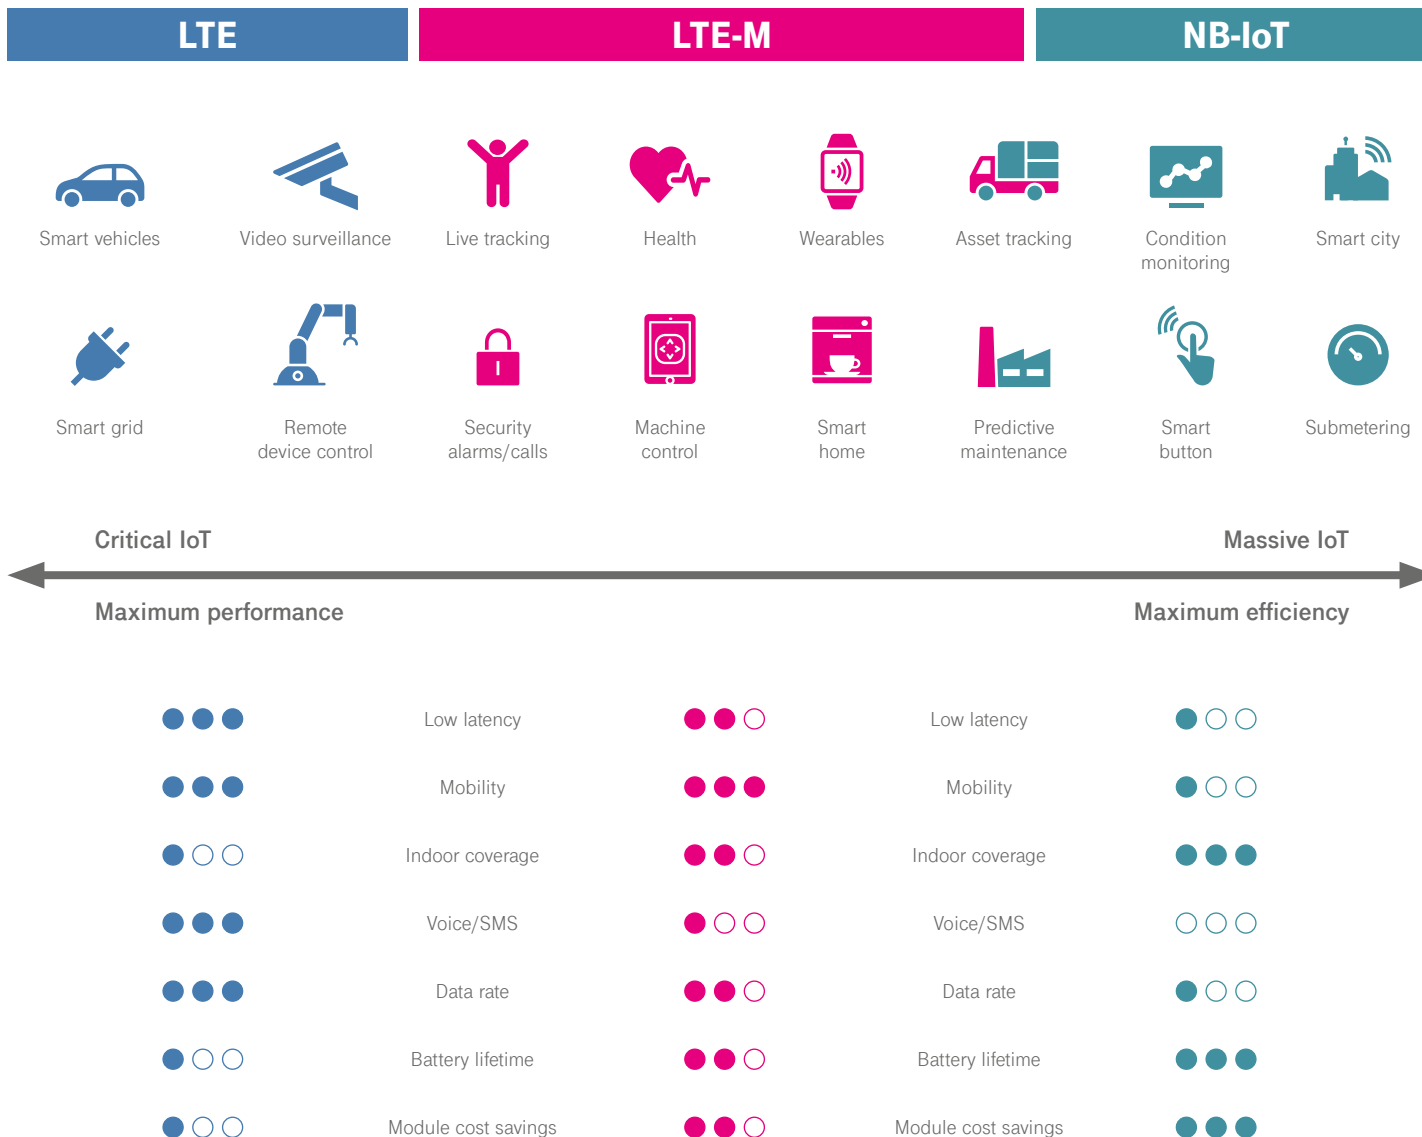 LTE
LTE-M
NB-IoT
Smart vehicles
Video surveillance
Live tracking
Health
Wearables
Asset tracking
Condition
monitoring
Smart city
Smart grid
Remote
device control
Security
alarms/calls
Machine
control
Smart
home
Predictive
maintenance
Smart
button
Submetering
Critical IoT
Massive IoT
Maximum performance
Maximum efficiency
Low latency
Low latency
Mobility
Mobility
Indoor coverage
Indoor coverage
Voice/SMS
Voice/SMS
Data rate
Data rate
Battery lifetime
Battery lifetime
Module cost savings
Module cost savings